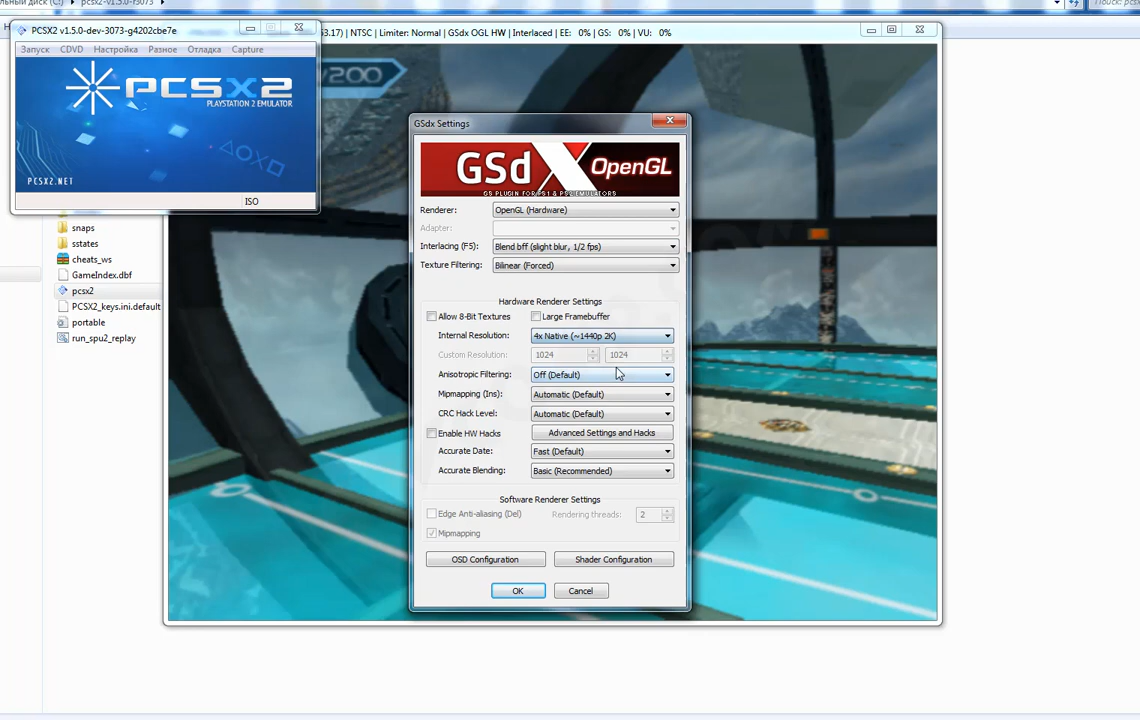 льный диск (C:) ▸ pcsx2-v1.5.0-r3073 ▸
Поиск: pcsx
PCSX2 v1.5.0-dev-3073-g4202cbe7e
3.17) | NTSC | Limiter: Normal | GSdx OGL HW | Interlaced | EE: 0% | GS: 0% | VU: 0%
Запуск CDVD Настройка Разное Отладка Capture
PCSX2
PLAYSTATION 2 EMULATOR
PCSX2.NET
ISO
/200
snaps
sstates
cheats_ws
GameIndex.dbf
pcsx2
PCSX2_keys.ini.default
portable
run_spu2_replay
GSdx Settings
GSdX OpenGL
GS PLUGIN FOR PS1 & PS2 EMULATORS
Renderer: OpenGL (Hardware)
Adapter:
Interlacing (F5): Blend bff (slight blur, 1/2 fps)
Texture Filtering: Bilinear (Forced)
Hardware Renderer Settings
Allow 8-Bit Textures Large Framebuffer
Internal Resolution: 4x Native (~1440p 2K)
Custom Resolution: 1024 1024
Anisotropic Filtering: Off (Default)
Mipmapping (Ins): Automatic (Default)
CRC Hack Level: Automatic (Default)
Enable HW Hacks Advanced Settings and Hacks
Accurate Date: Fast (Default)
Accurate Blending: Basic (Recommended)
Software Renderer Settings
Edge Anti-aliasing (Del) Rendering threads: 2
Mipmapping
OSD Configuration Shader Configuration
OK Cancel